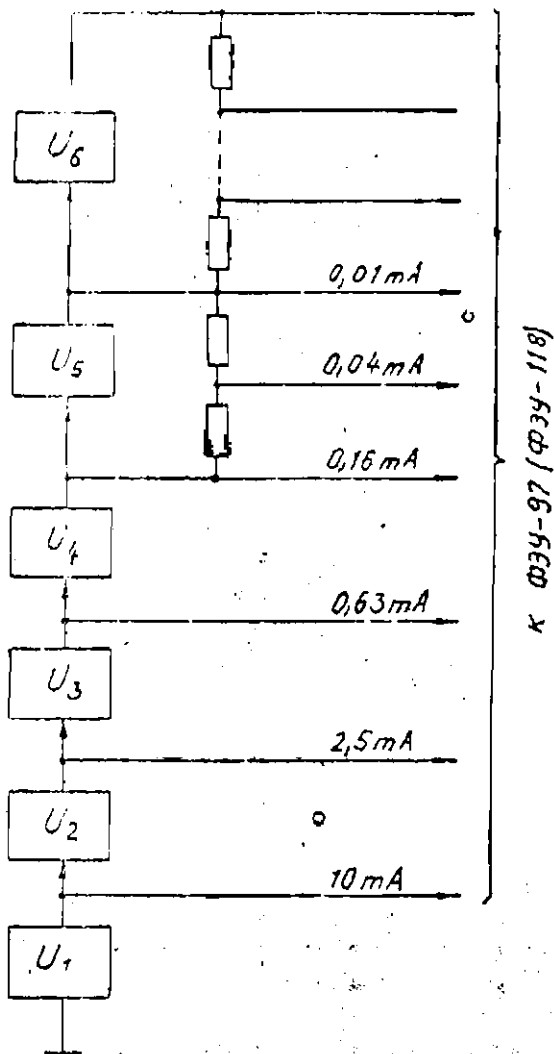 U₆
0,01mA
U₅
0,04mA
0,16mA
U₄
0,63mA
U₃
2,5mA
U₂
10mA
U₁
к ФЭУ-97 (ФЭУ-118)